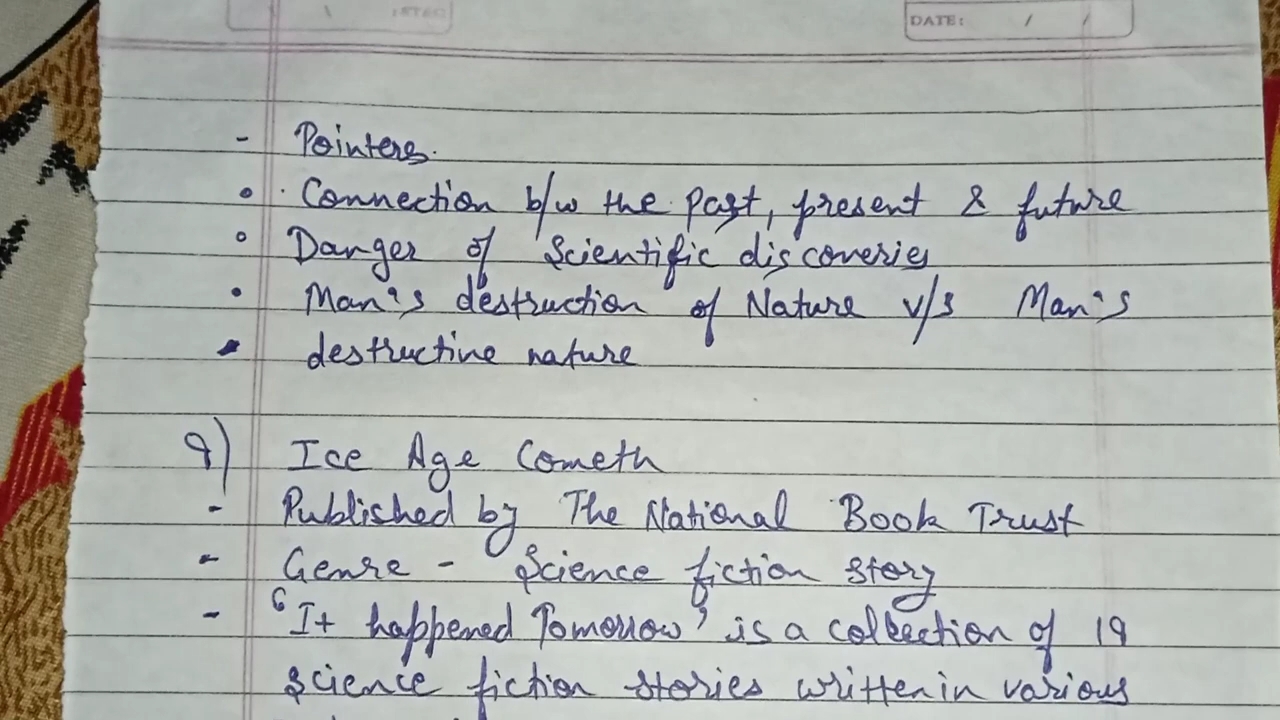 DATE: / /
- Pointers.
• Connection b/w the past, present & future
• Danger of Scientific discoveries
• Man's destruction of Nature v/s Man's
• destructive nature
9) Ice Age Cometh
- Published by The National Book Trust
- Genre - Science fiction story
- 'It happened Tomorrow' is a collection of 19
science fiction stories written in various